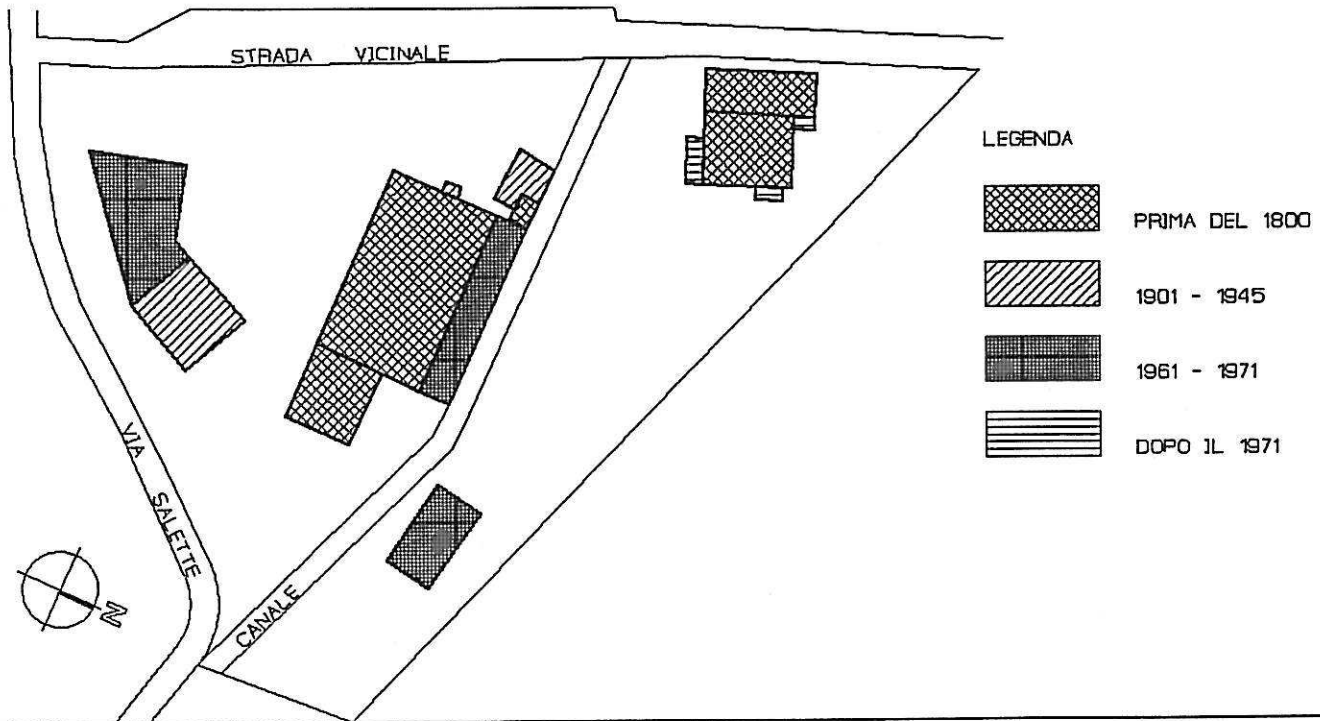 STRADA VICINALE
LEGENDA
PRIMA DEL 1800
1901 - 1945
1961 - 1971
DOPO IL 1971
VIA SALETTE
CANALE
N